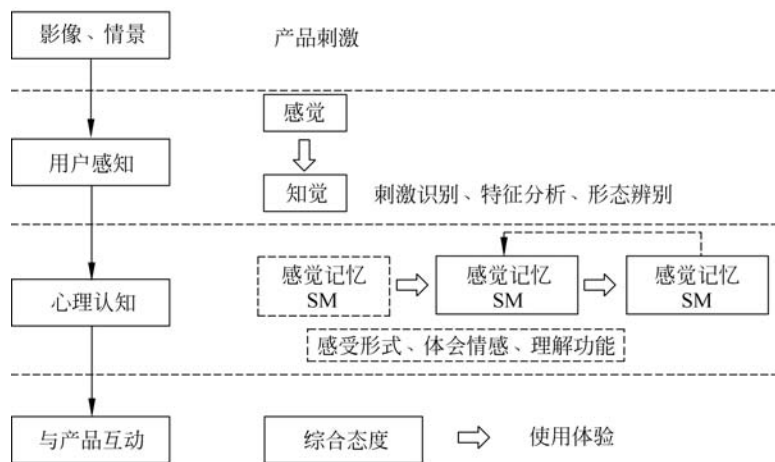 影像、情景
产品刺激
感觉
用户感知
知觉
刺激识别、特征分析、形态辨别
心理认知
感觉记忆
SM
感觉记忆
SM
感觉记忆
SM
感受形式、体会情感、理解功能
与产品互动
综合态度
使用体验